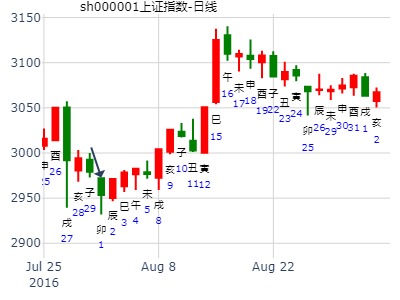 sh000001上证指数-日线
3150
3100
3050
3000
2950
2900
申 酉 戌 亥 子 卯 辰 巳 午 未 戌 亥 子 丑 寅 巳 午 未 申 酉 子 丑 寅 卯 辰 未 申 酉 戌 亥
25 26 27 28 29 1 2 3 4 5 8 9 10 11 12 15 16 17 18 19 22 23 24 25 26 29 30 31 1 2
Jul 25 Aug 8 Aug 22
2016